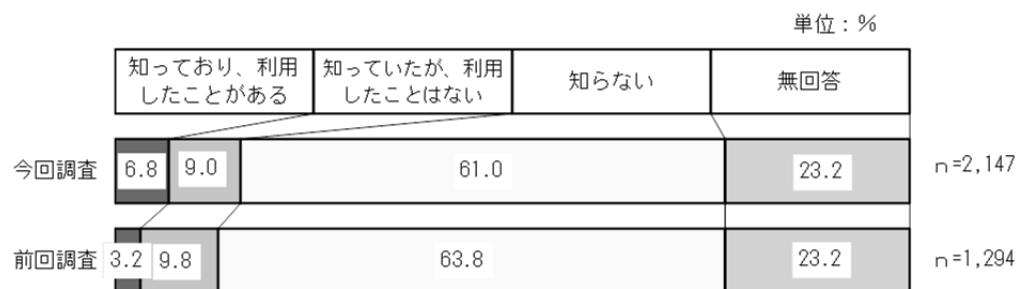 単位：％
知っており、利用
したことがある
知っていたが、利用
したことはない
知らない
無回答
今回調査 6.8 9.0 61.0 23.2 n=2,147
前回調査 3.2 9.8 63.8 23.2 n=1,294